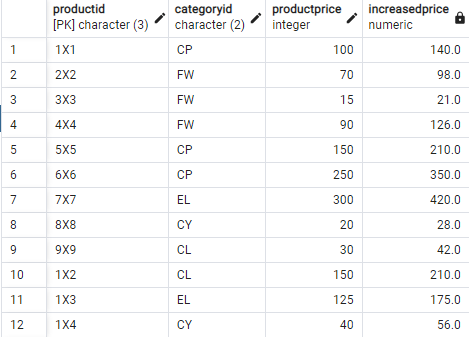 productid categoryid productprice increasedprice
[PK] character (3) character (2) integer numeric
1 1X1 CP 100 140.0
2 2X2 FW 70 98.0
3 3X3 FW 15 21.0
4 4X4 FW 90 126.0
5 5X5 CP 150 210.0
6 6X6 CP 250 350.0
7 7X7 EL 300 420.0
8 8X8 CY 20 28.0
9 9X9 CL 30 42.0
10 1X2 CL 150 210.0
11 1X3 EL 125 175.0
12 1X4 CY 40 56.0